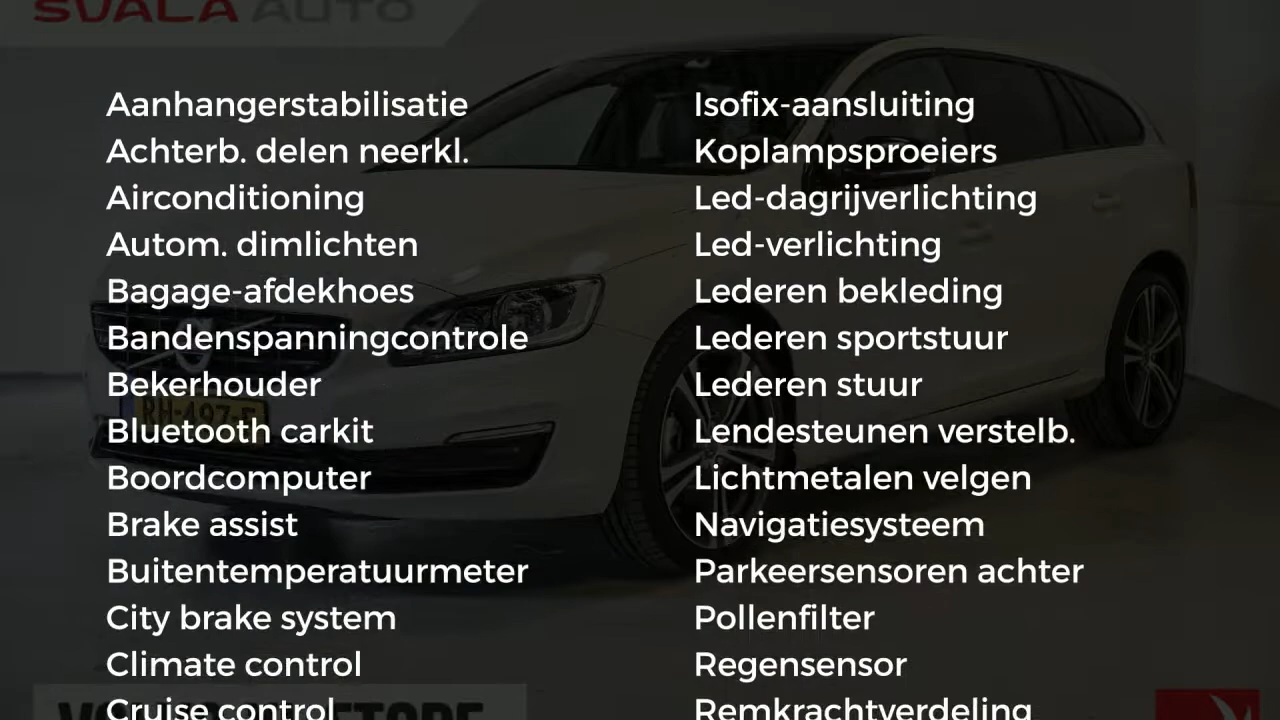 SVALA AUTO
Aanhangerstabilisatie
Achterb. delen neerkl.
Airconditioning
Autom. dimlichten
Bagage-afdekhoes
Bandenspanningcontrole
Bekerhouder
Bluetooth carkit
Boordcomputer
Brake assist
Buitentemperatuurmeter
City brake system
Climate control
Cruise control
Isofix-aansluiting
Koplampsproeiers
Led-dagrijverlichting
Led-verlichting
Lederen bekleding
Lederen sportstuur
Lederen stuur
Lendesteunen verstelb.
Lichtmetalen velgen
Navigatiesysteem
Parkeersensoren achter
Pollenfilter
Regensensor
Remkrachtverdeling